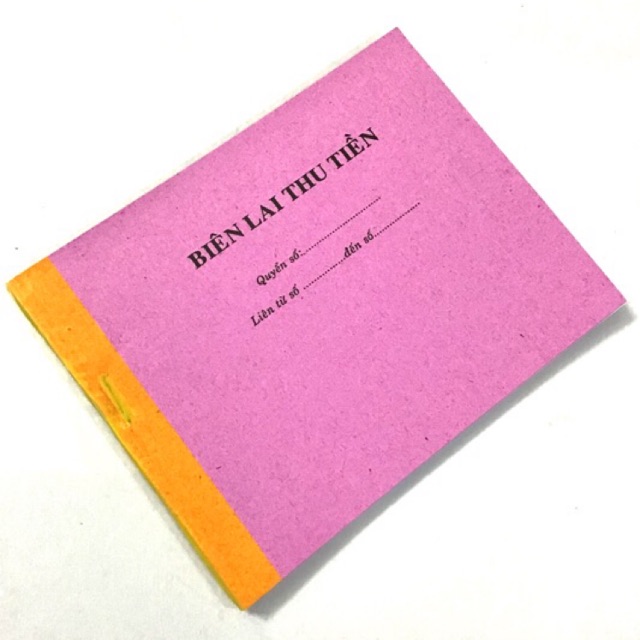 BIÊN LAI THU TIỀN
Quyển số:........................
Liên từ số .............đến số...............